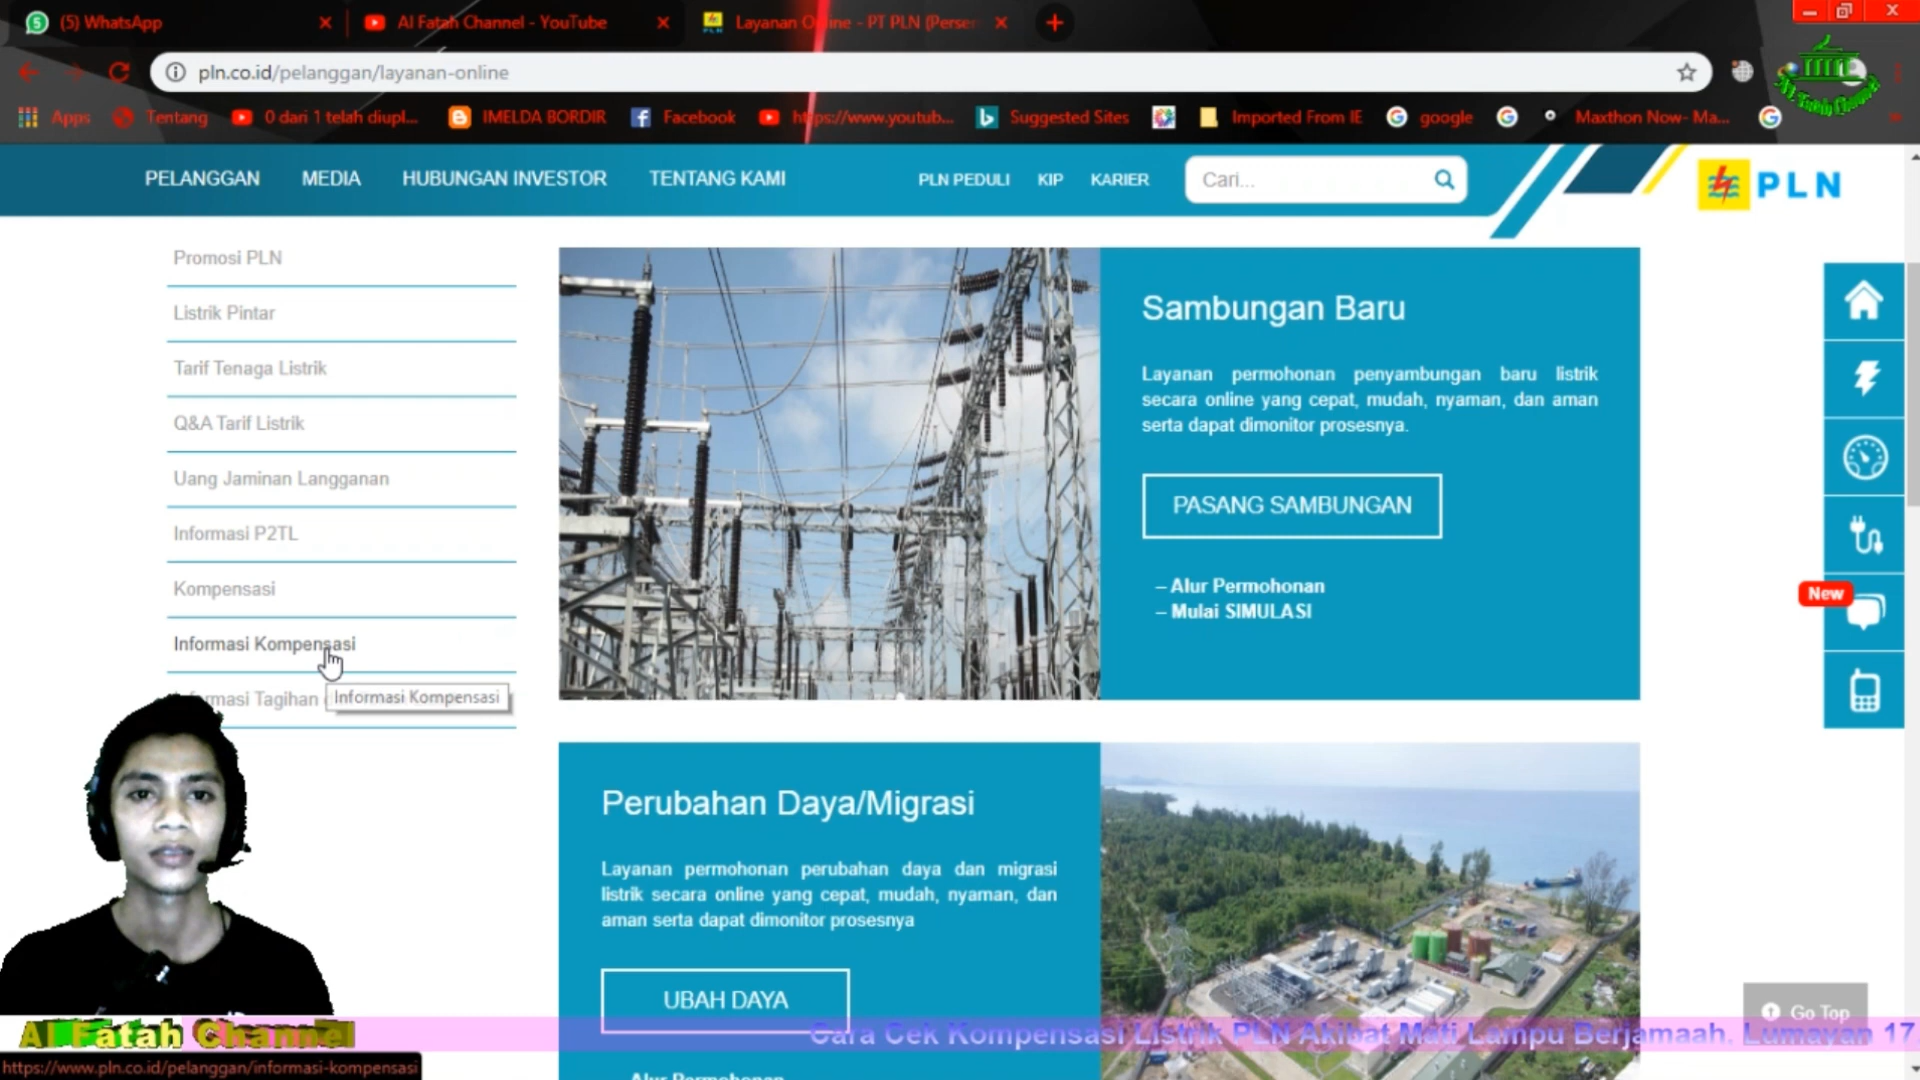 (5) WhatsApp
Al Fatah Channel - YouTube
Layanan Online - PT PLN (Perser
pln.co.id/pelanggan/layanan-online
Apps
Tentang
0 dari 1 telah diupl...
IMELDA BORDIR
Facebook
https://www.youtub...
Suggested Sites
Imported From IE
google
Maxthon Now- Ma...
PELANGGAN
MEDIA
HUBUNGAN INVESTOR
TENTANG KAMI
PLN PEDULI
KIP
KARIER
Cari...
PLN
Promosi PLN
Listrik Pintar
Tarif Tenaga Listrik
Q&A Tarif Listrik
Uang Jaminan Langganan
Informasi P2TL
Kompensasi
Informasi Kompensasi
Tagihan
Informasi Kompensasi
Sambungan Baru
Layanan permohonan penyambungan baru listrik
secara online yang cepat, mudah, nyaman, dan aman
serta dapat dimonitor prosesnya.
PASANG SAMBUNGAN
– Alur Permohonan
– Mulai SIMULASI
New
Perubahan Daya/Migrasi
Layanan permohonan perubahan daya dan migrasi
listrik secara online yang cepat, mudah, nyaman, dan
aman serta dapat dimonitor prosesnya
UBAH DAYA
Alur Permohonan
Go Top
Al Fatah Channel
Cara Cek Kompensasi Listrik PLN Akibat Mati Lampu Berjamaah. Lumayan 17
https://www.pln.co.id/pelanggan/informasi-kompensasi